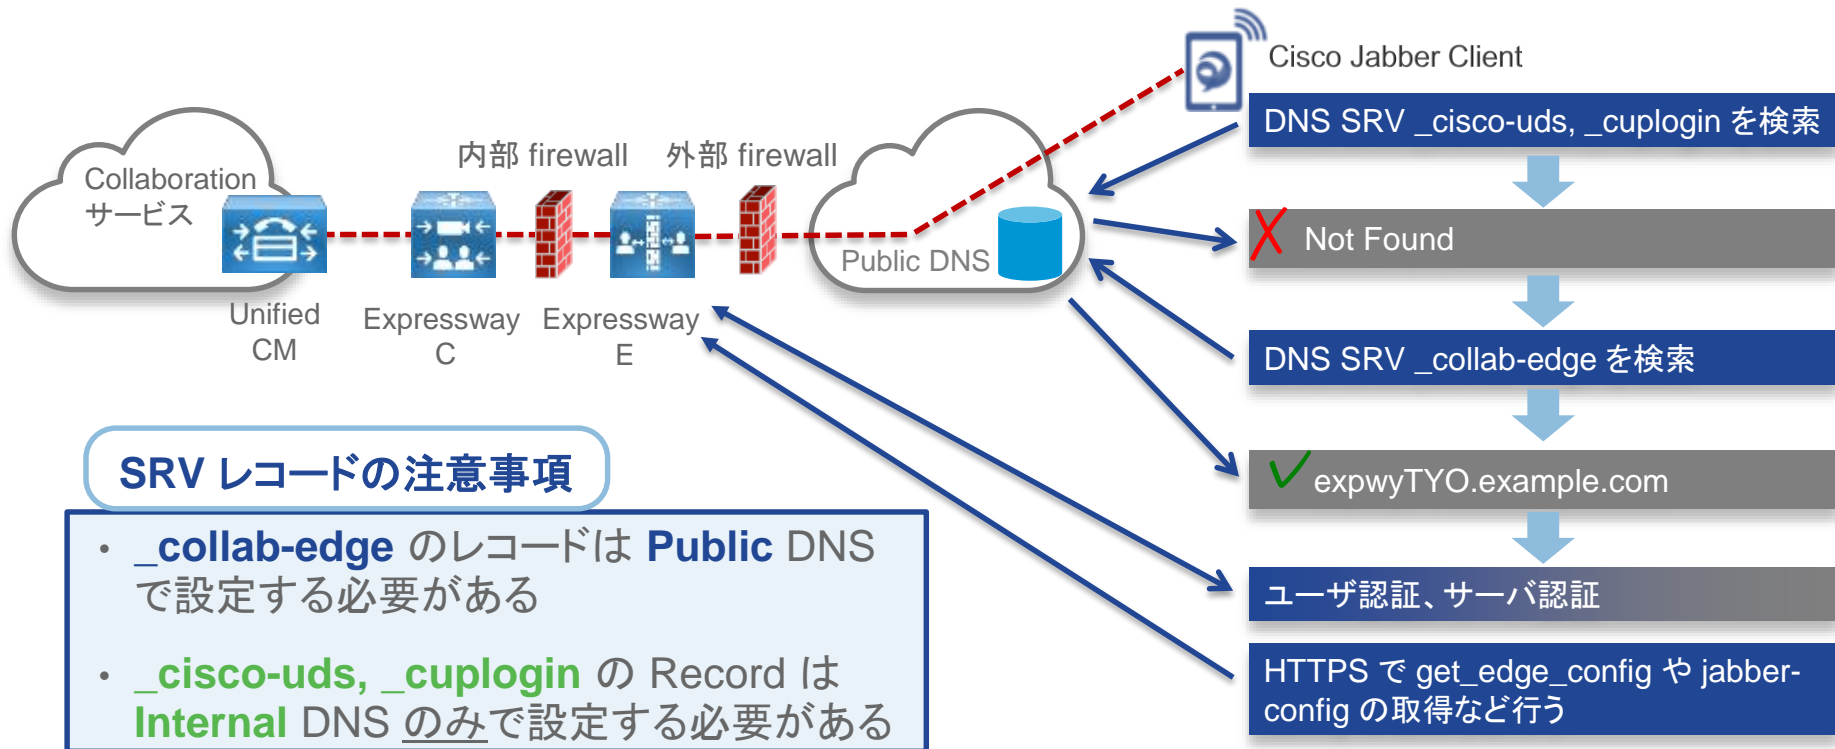 Cisco Jabber Client
DNS SRV _cisco-uds, _cuplogin を検索
内部 firewall
外部 firewall
Collaboration
サービス
Not Found
Public DNS
Unified
CM
Expressway
C
Expressway
E
DNS SRV _collab-edge を検索
expwyTYO.example.com
SRV レコードの注意事項
• _collab-edge のレコードは Public DNS
で設定する必要がある
• _cisco-uds, _cuplogin の Record は
Internal DNS のみで設定する必要がある
ユーザ認証、サーバ認証
HTTPS で get_edge_config や jabber-
config の取得など行う